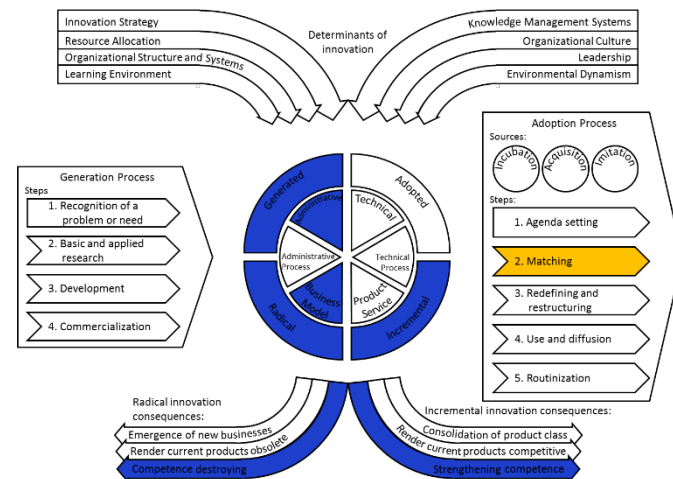 Innovation Strategy
Resource Allocation
Organizational Structure and Systems
Learning Environment
Determinants of
innovation
Knowledge Management Systems
Organizational Culture
Leadership
Environmental Dynamism
Generation Process
Steps
1. Recognition of a
problem or need
2. Basic and applied
research
3. Development
4. Commercialization
Generated
Adopted
Radical
Incremental
Administrative
Technical
Administrative
Process
Technical Process
Business
Model
Product
Service
Adoption Process
Sources:
Incubation
Acquisition
Imitation
Steps:
1. Agenda setting
2. Matching
3. Redefining and
restructuring
4. Use and diffusion
5. Routinization
Radical innovation
consequences:
Emergence of new businesses
Render current products obsolete
Competence destroying
Incremental innovation consequences:
Consolidation of product class
Render current products competitive
Strengthening competence